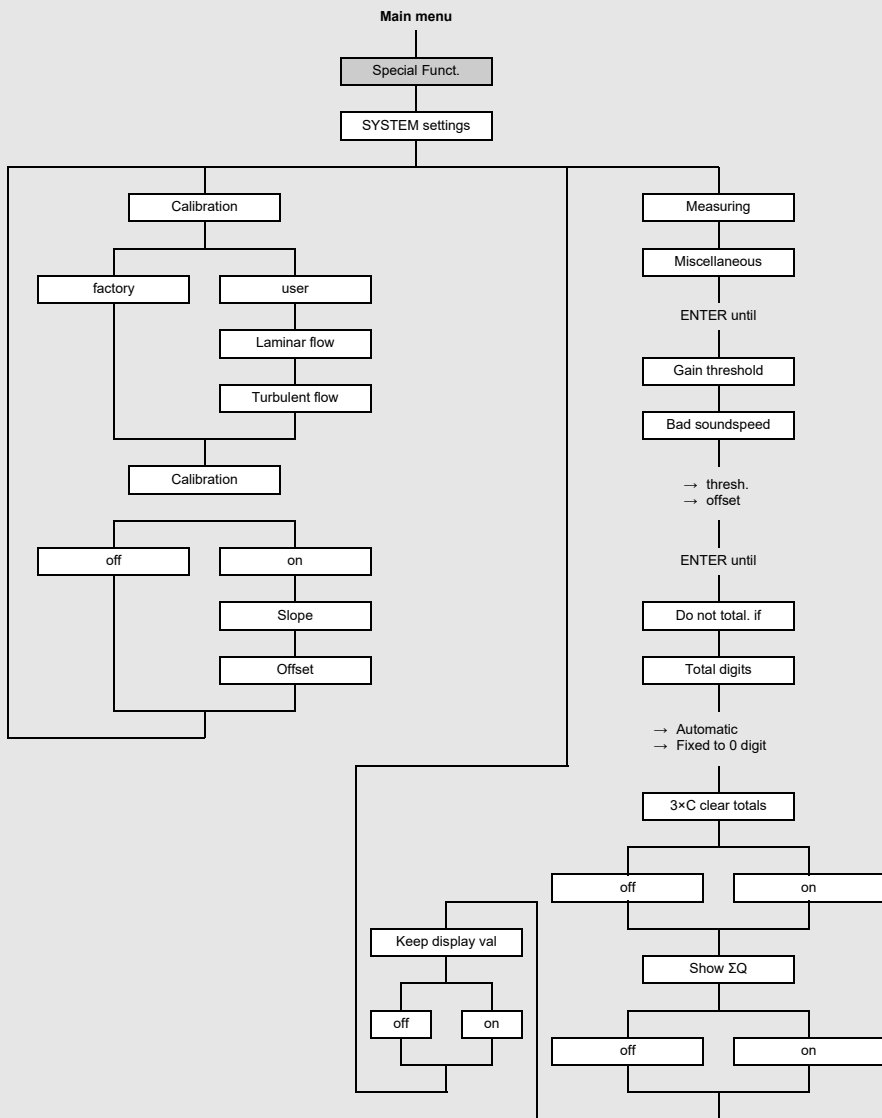 Main menu
Special Funct.
SYSTEM settings
Calibration
factory
user
Laminar flow
Turbulent flow
Calibration
off
on
Slope
Offset
Measuring
Miscellaneous
ENTER until
Gain threshold
Bad soundspeed
→ thresh.
→ offset
ENTER until
Do not total. if
Total digits
→ Automatic
→ Fixed to 0 digit
3×C clear totals
off
on
Show ΣQ
off
on
Keep display val
off
on